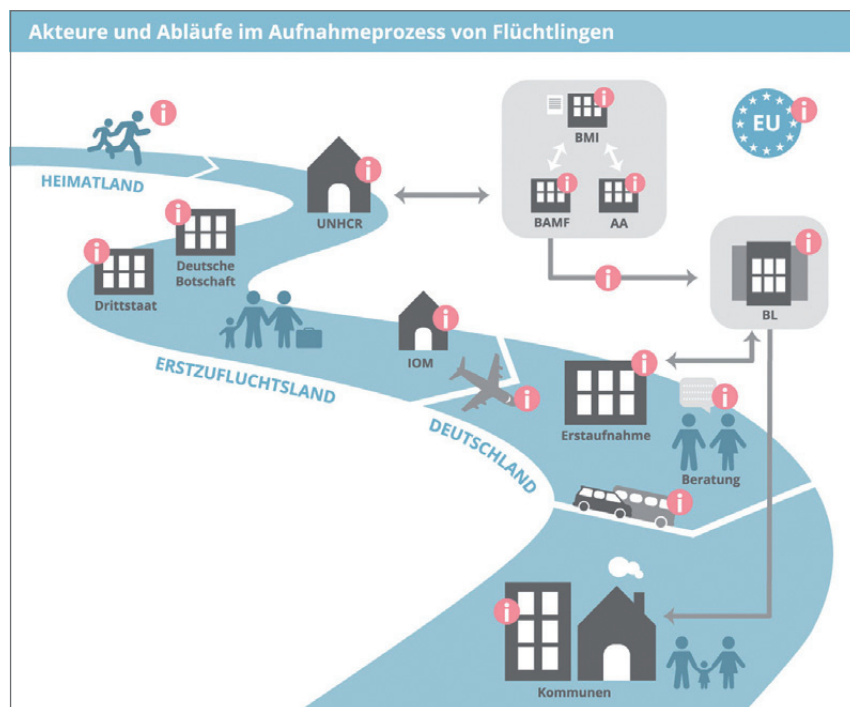 Akteure und Abläufe im Aufnahmeprozess von Flüchtlingen
i
HEIMATLAND
i
UNHCR
i
BMI
i
BAMF
i
AA
EU
i
i
Deutsche
Botschaft
i
Drittstaat
i
i
BL
ERSTZUFLUCHTSLAND
i
IOM
i
DEUTSCHLAND
i
Erstaufnahme
i
Beratung
i
i
Kommunen